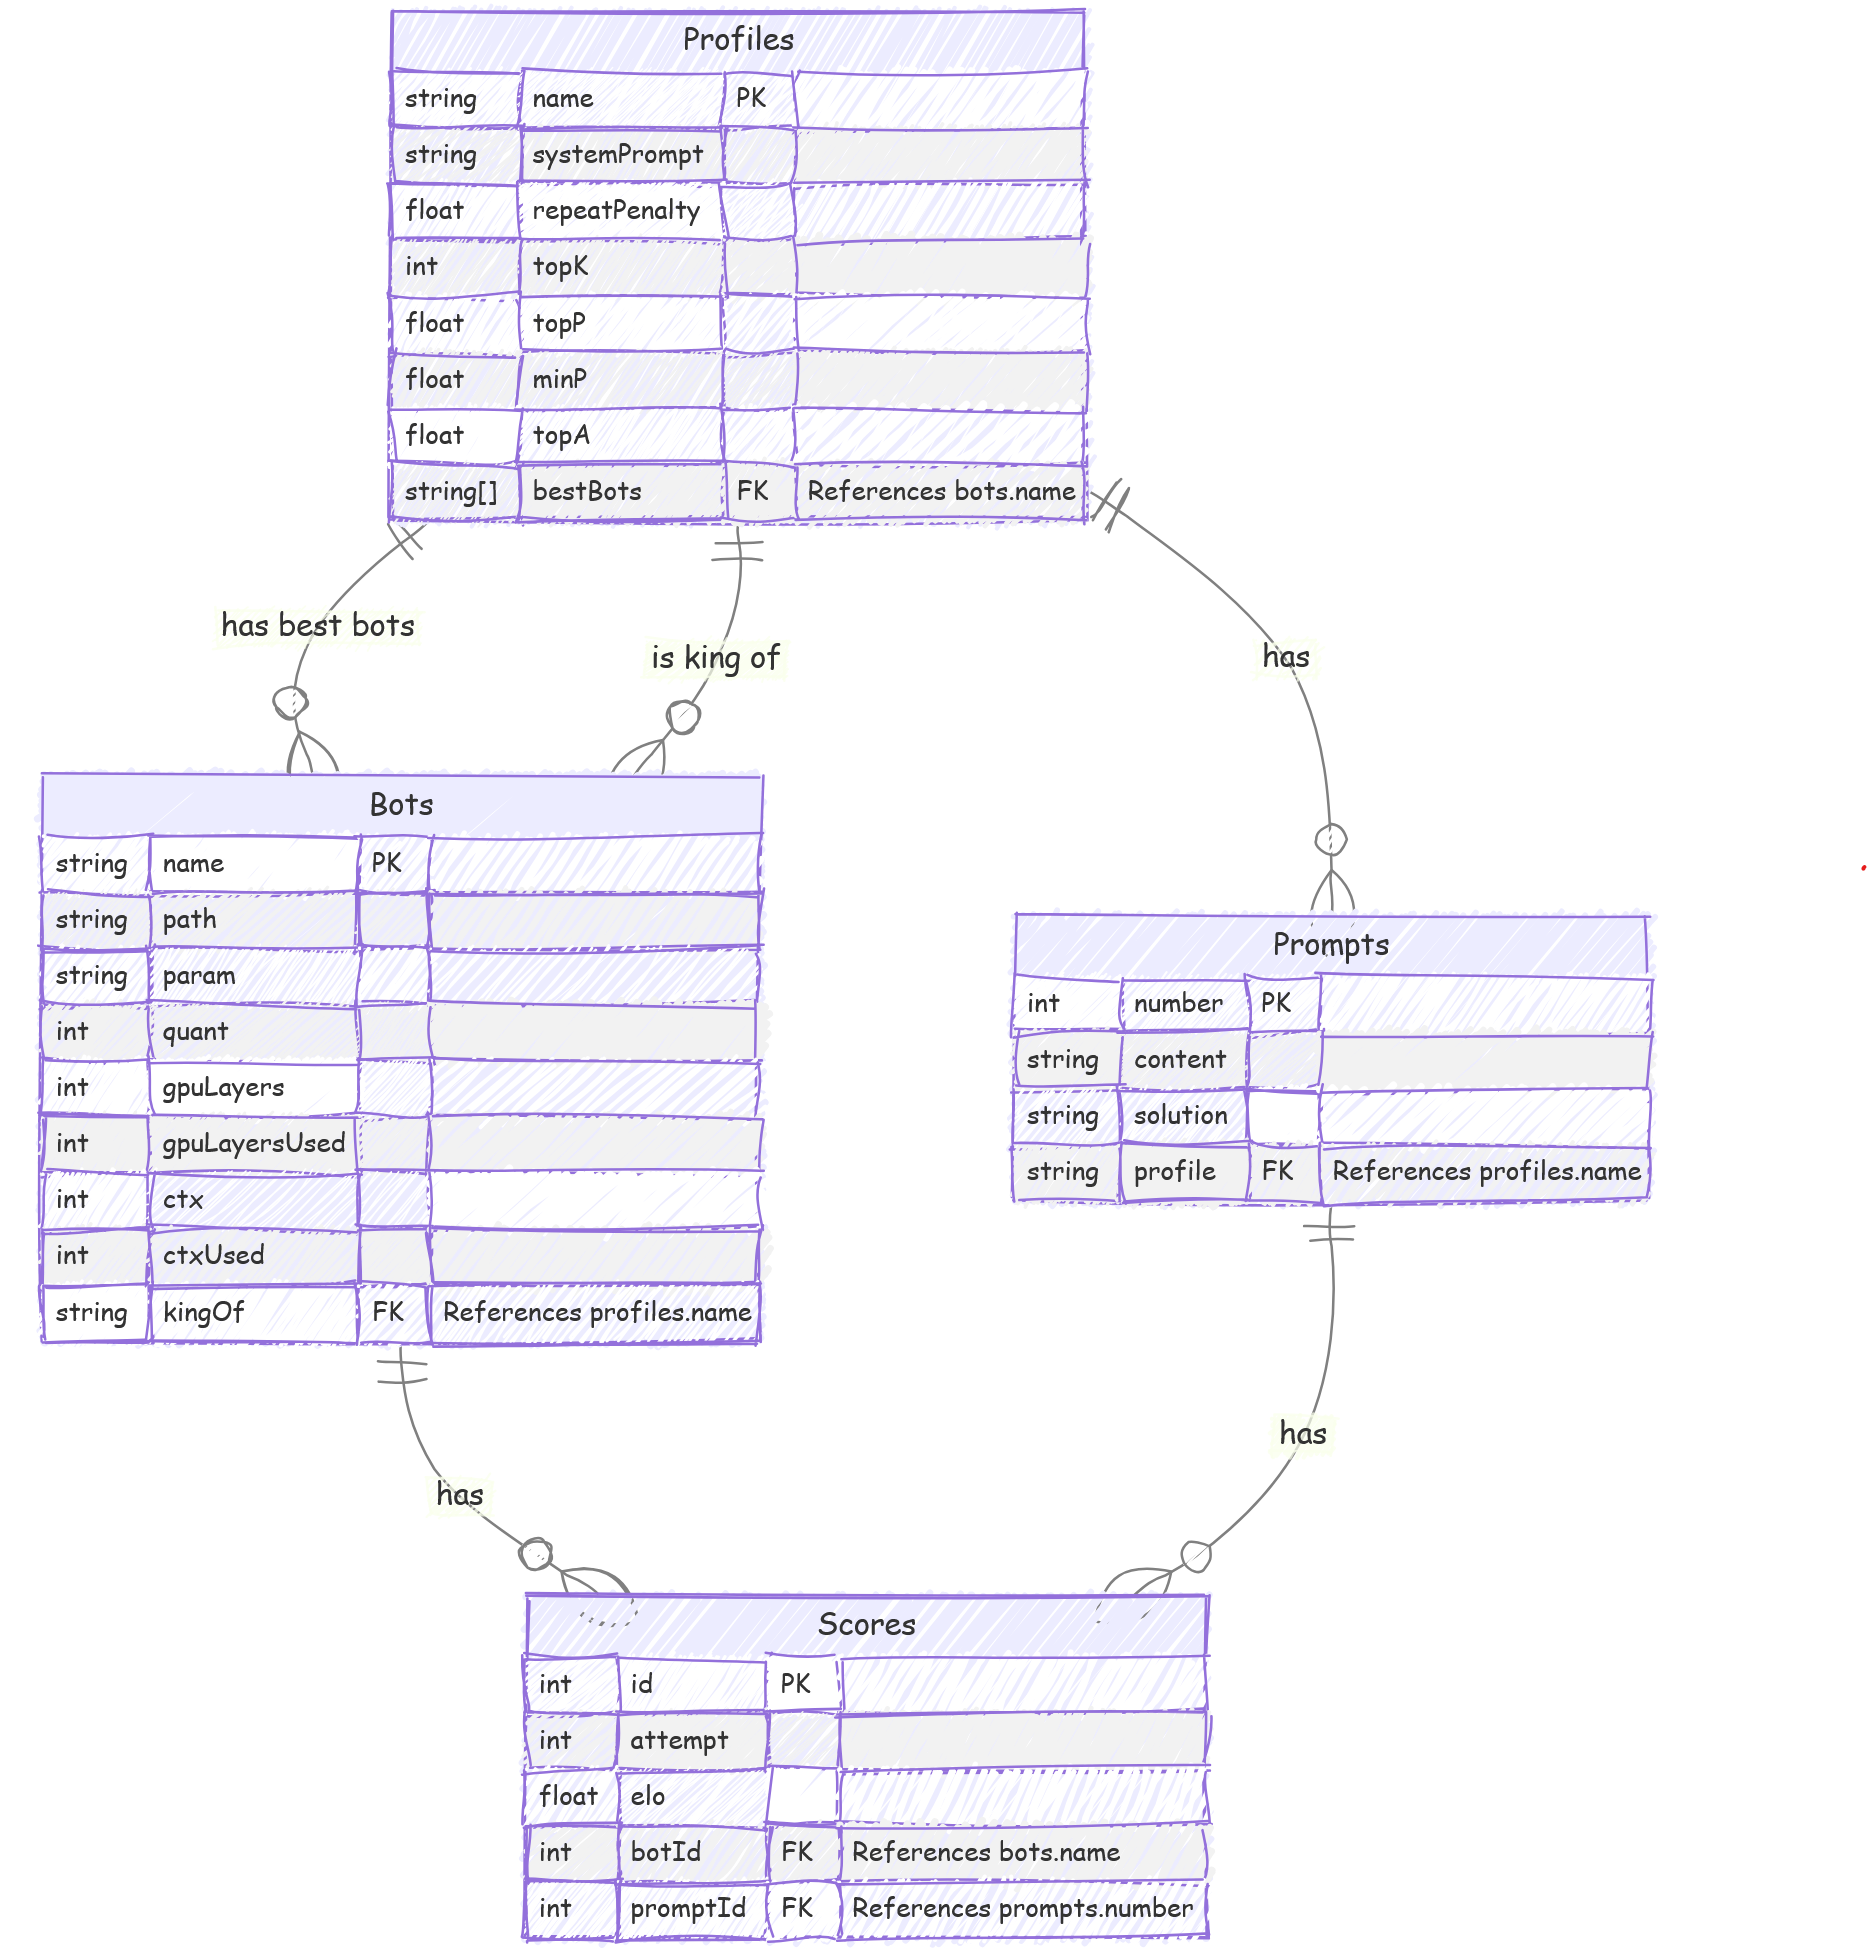 Profiles
string name PK
string systemPrompt
float repeatPenalty
int topK
float topP
float minP
float topA
string[] bestBots FK References bots.name
has best bots
is king of
has
Bots
string name PK
string path
string param
int quant
int gpuLayers
int gpuLayersUsed
int ctx
int ctxUsed
string kingOf FK References profiles.name
Prompts
int number PK
string content
string solution
string profile FK References profiles.name
has
has
Scores
int id PK
int attempt
float elo
int botId FK References bots.name
int promptId FK References prompts.number